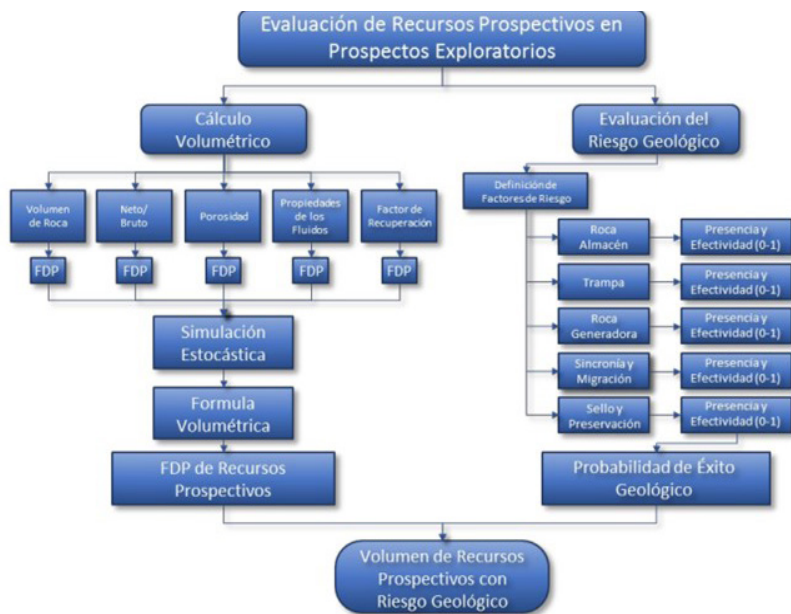 Evaluación de Recursos Prospectivos en
Prospectos Exploratorios
Cálculo
Volumétrico
Evaluación del
Riesgo Geológico
Volumen
de Roca
Neto/
Bruto
Porosidad
Propiedades
de los
Fluidos
Factor de
Recuperación
FDP
FDP
FDP
FDP
FDP
Simulación
Estocástica
Formula
Volumétrica
FDP de Recursos
Prospectivos
Definición de
Factores de Riesgo
Roca
Almacén
Presencia y
Efectividad (0-1)
Trampa
Presencia y
Efectividad (0-1)
Roca
Generadora
Presencia y
Efectividad (0-1)
Sincronía y
Migración
Presencia y
Efectividad (0-1)
Sello y
Preservación
Presencia y
Efectividad (0-1)
Probabilidad de Éxito
Geológico
Volumen de Recursos
Prospectivos con
Riesgo Geológico